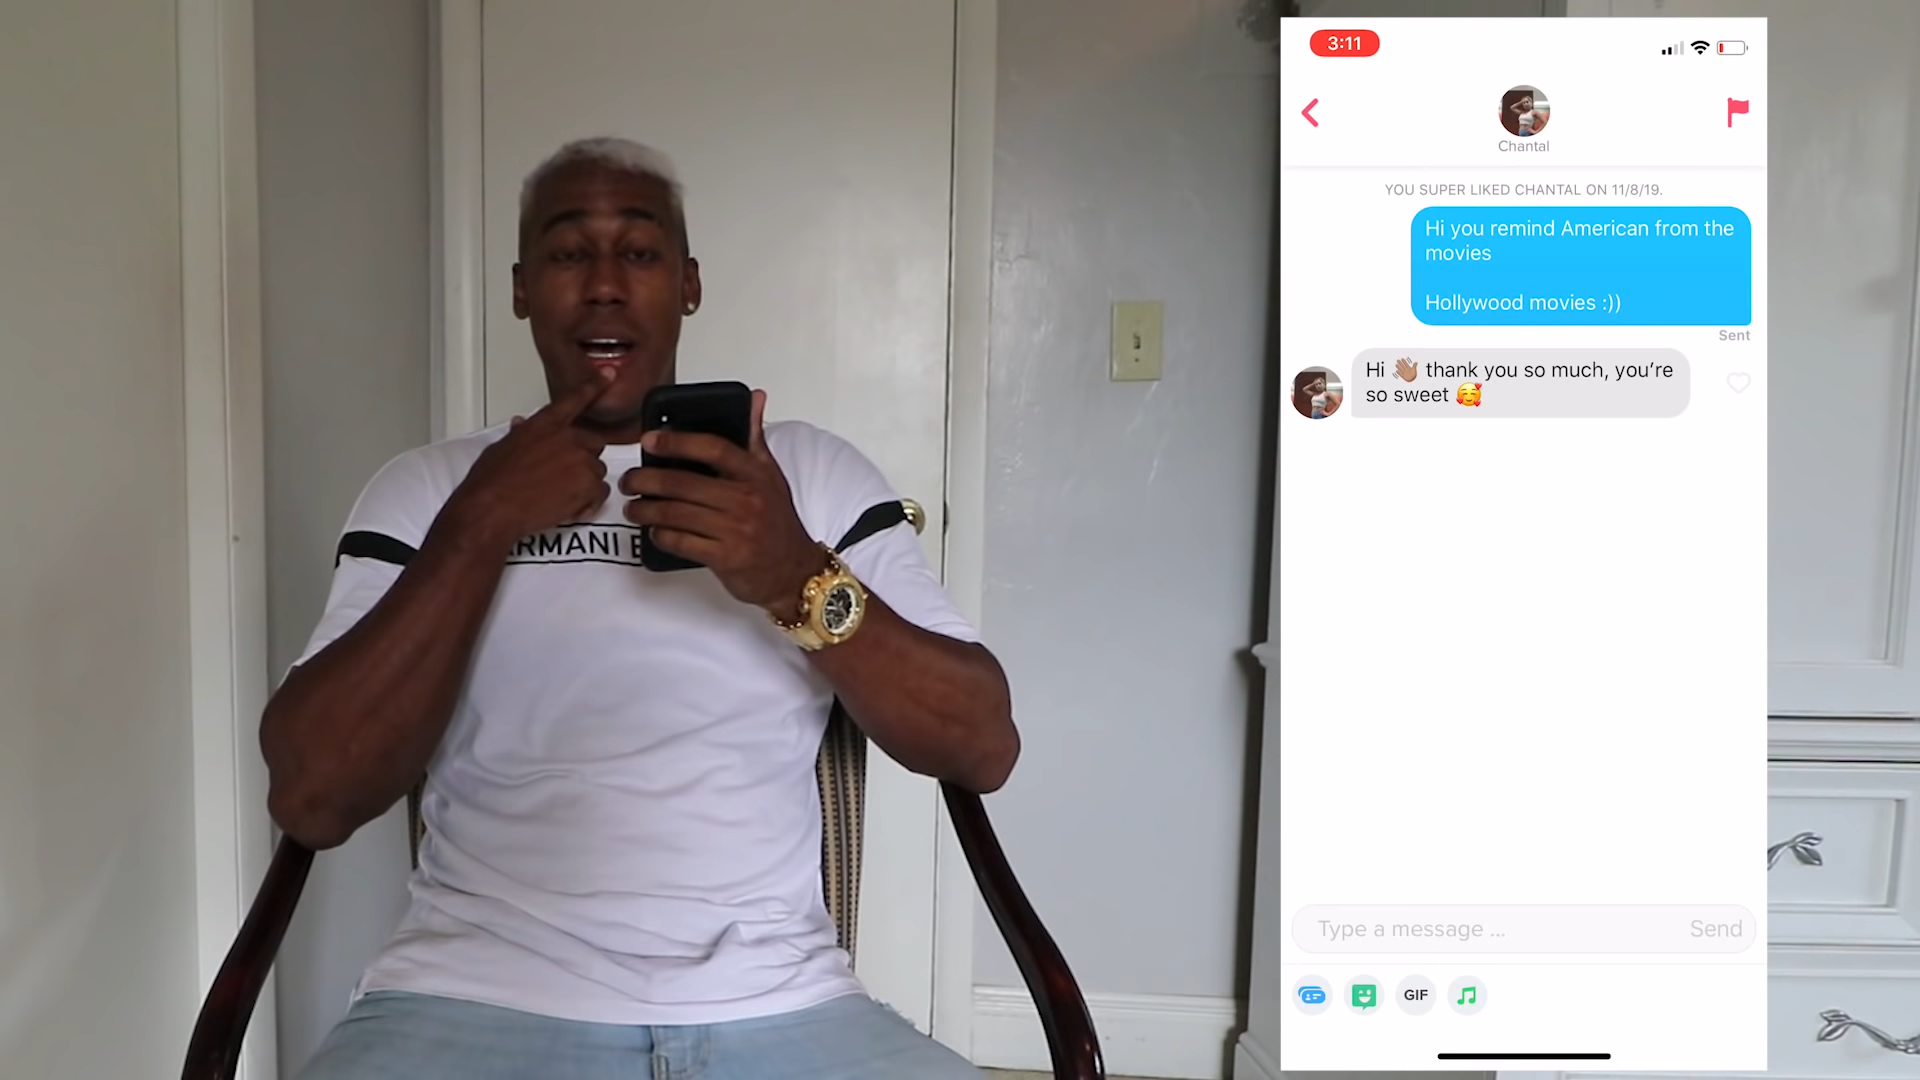 3:11
Chantal
YOU SUPER LIKED CHANTAL ON 11/8/19.
Hi you remind American from the
movies
Hollywood movies :))
Sent
Hi 👋🏽 thank you so much, you’re
so sweet 🥰
Type a message ...
Send
GIF
ARMANI E